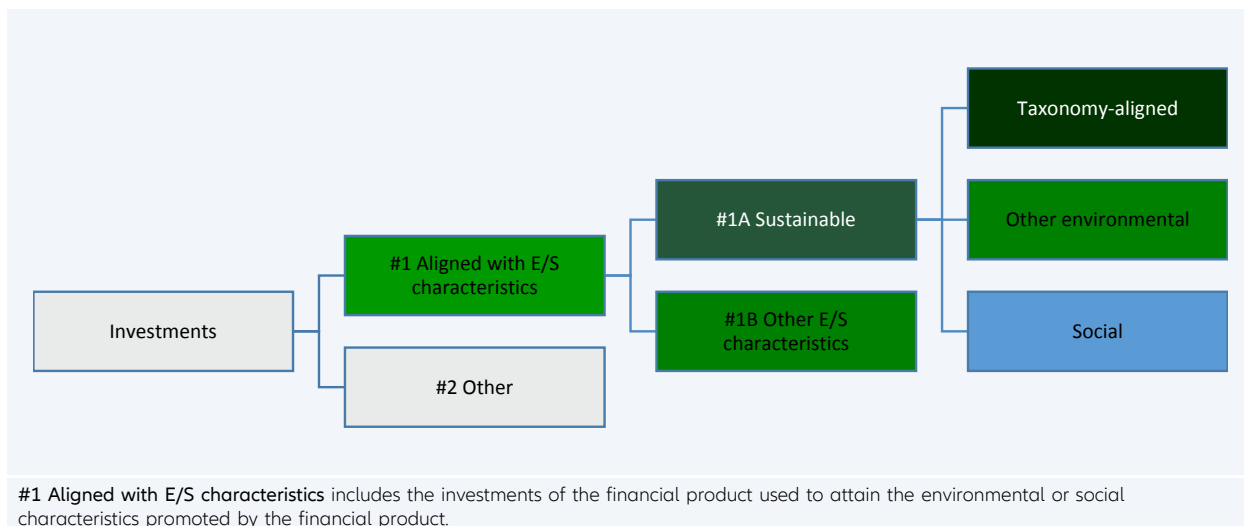 Taxonomy-aligned
#1A Sustainable
Other environmental
#1 Aligned with E/S
characteristics
#1B Other E/S
characteristics
Investments
Social
#2 Other
#1 Aligned with E/S characteristics includes the investments of the financial product used to attain the environmental or social
characteristics promoted by the financial product.